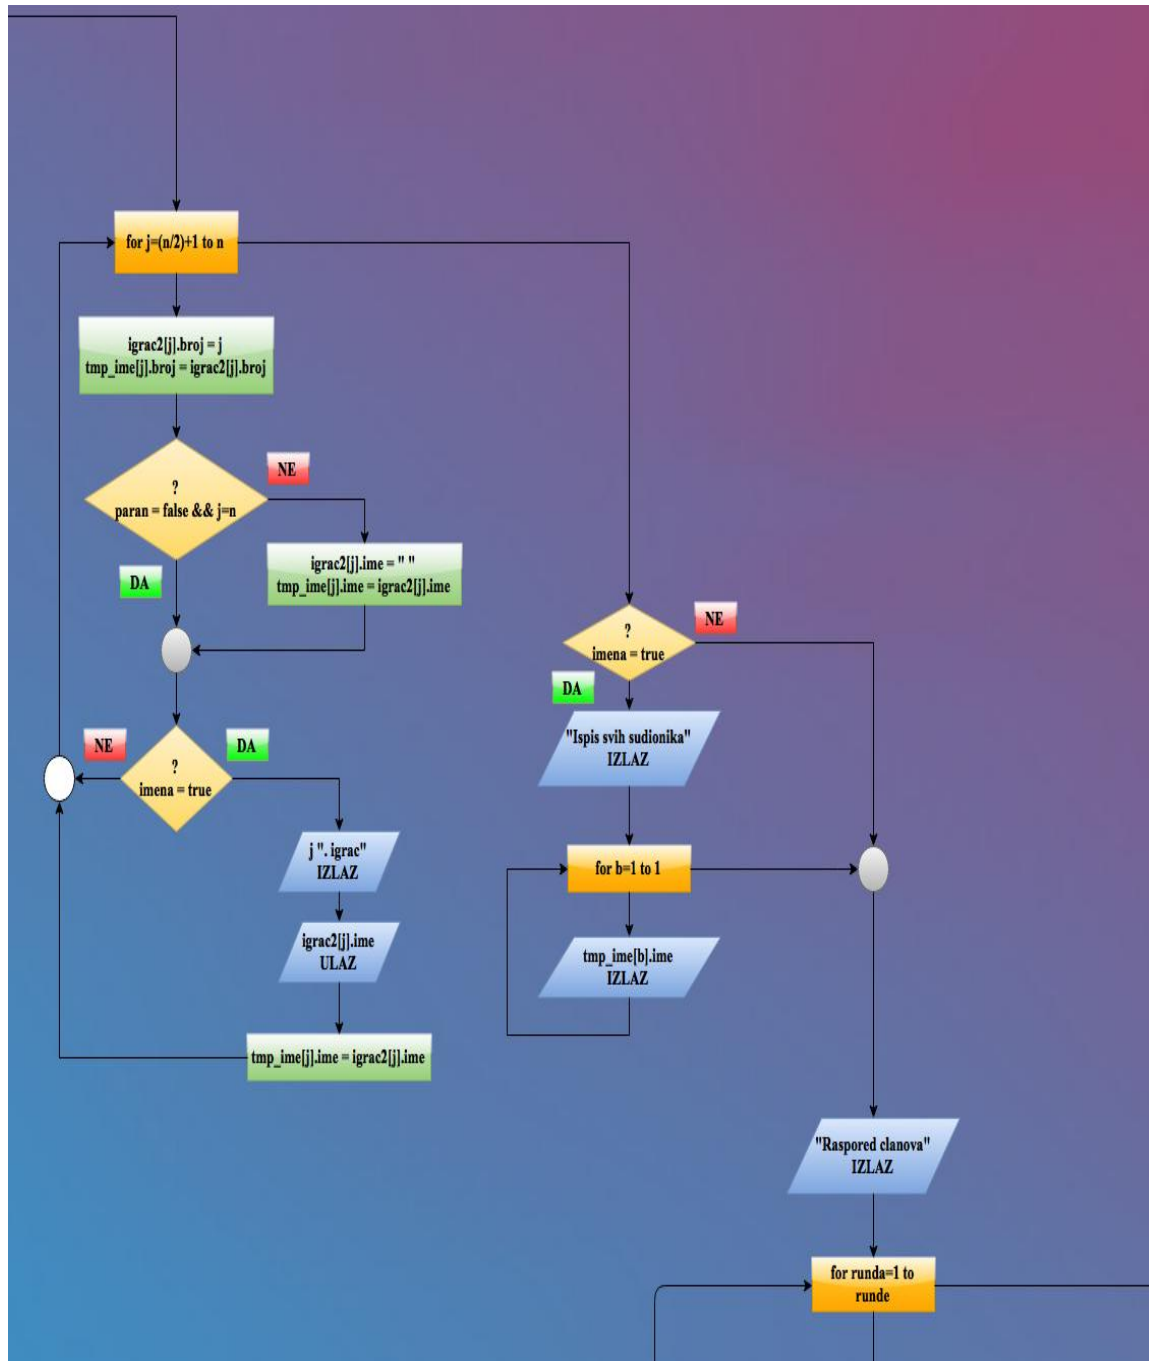 for j=(n/2)+1 to n
igrac2[j].broj = j
tmp_ime[j].broj = igrac2[j].broj
?
paran = false && j=n
NE
DA
igrac2[j].ime = " "
tmp_ime[j].ime = igrac2[j].ime
?
imena = true
NE
DA
j ". igrac"
IZLAZ
igrac2[j].ime
ULAZ
tmp_ime[j].ime = igrac2[j].ime
?
imena = true
NE
DA
"Ispis svih sudionika"
IZLAZ
for b=1 to 1
tmp_ime[b].ime
IZLAZ
"Raspored clanova"
IZLAZ
for runda=1 to
runde